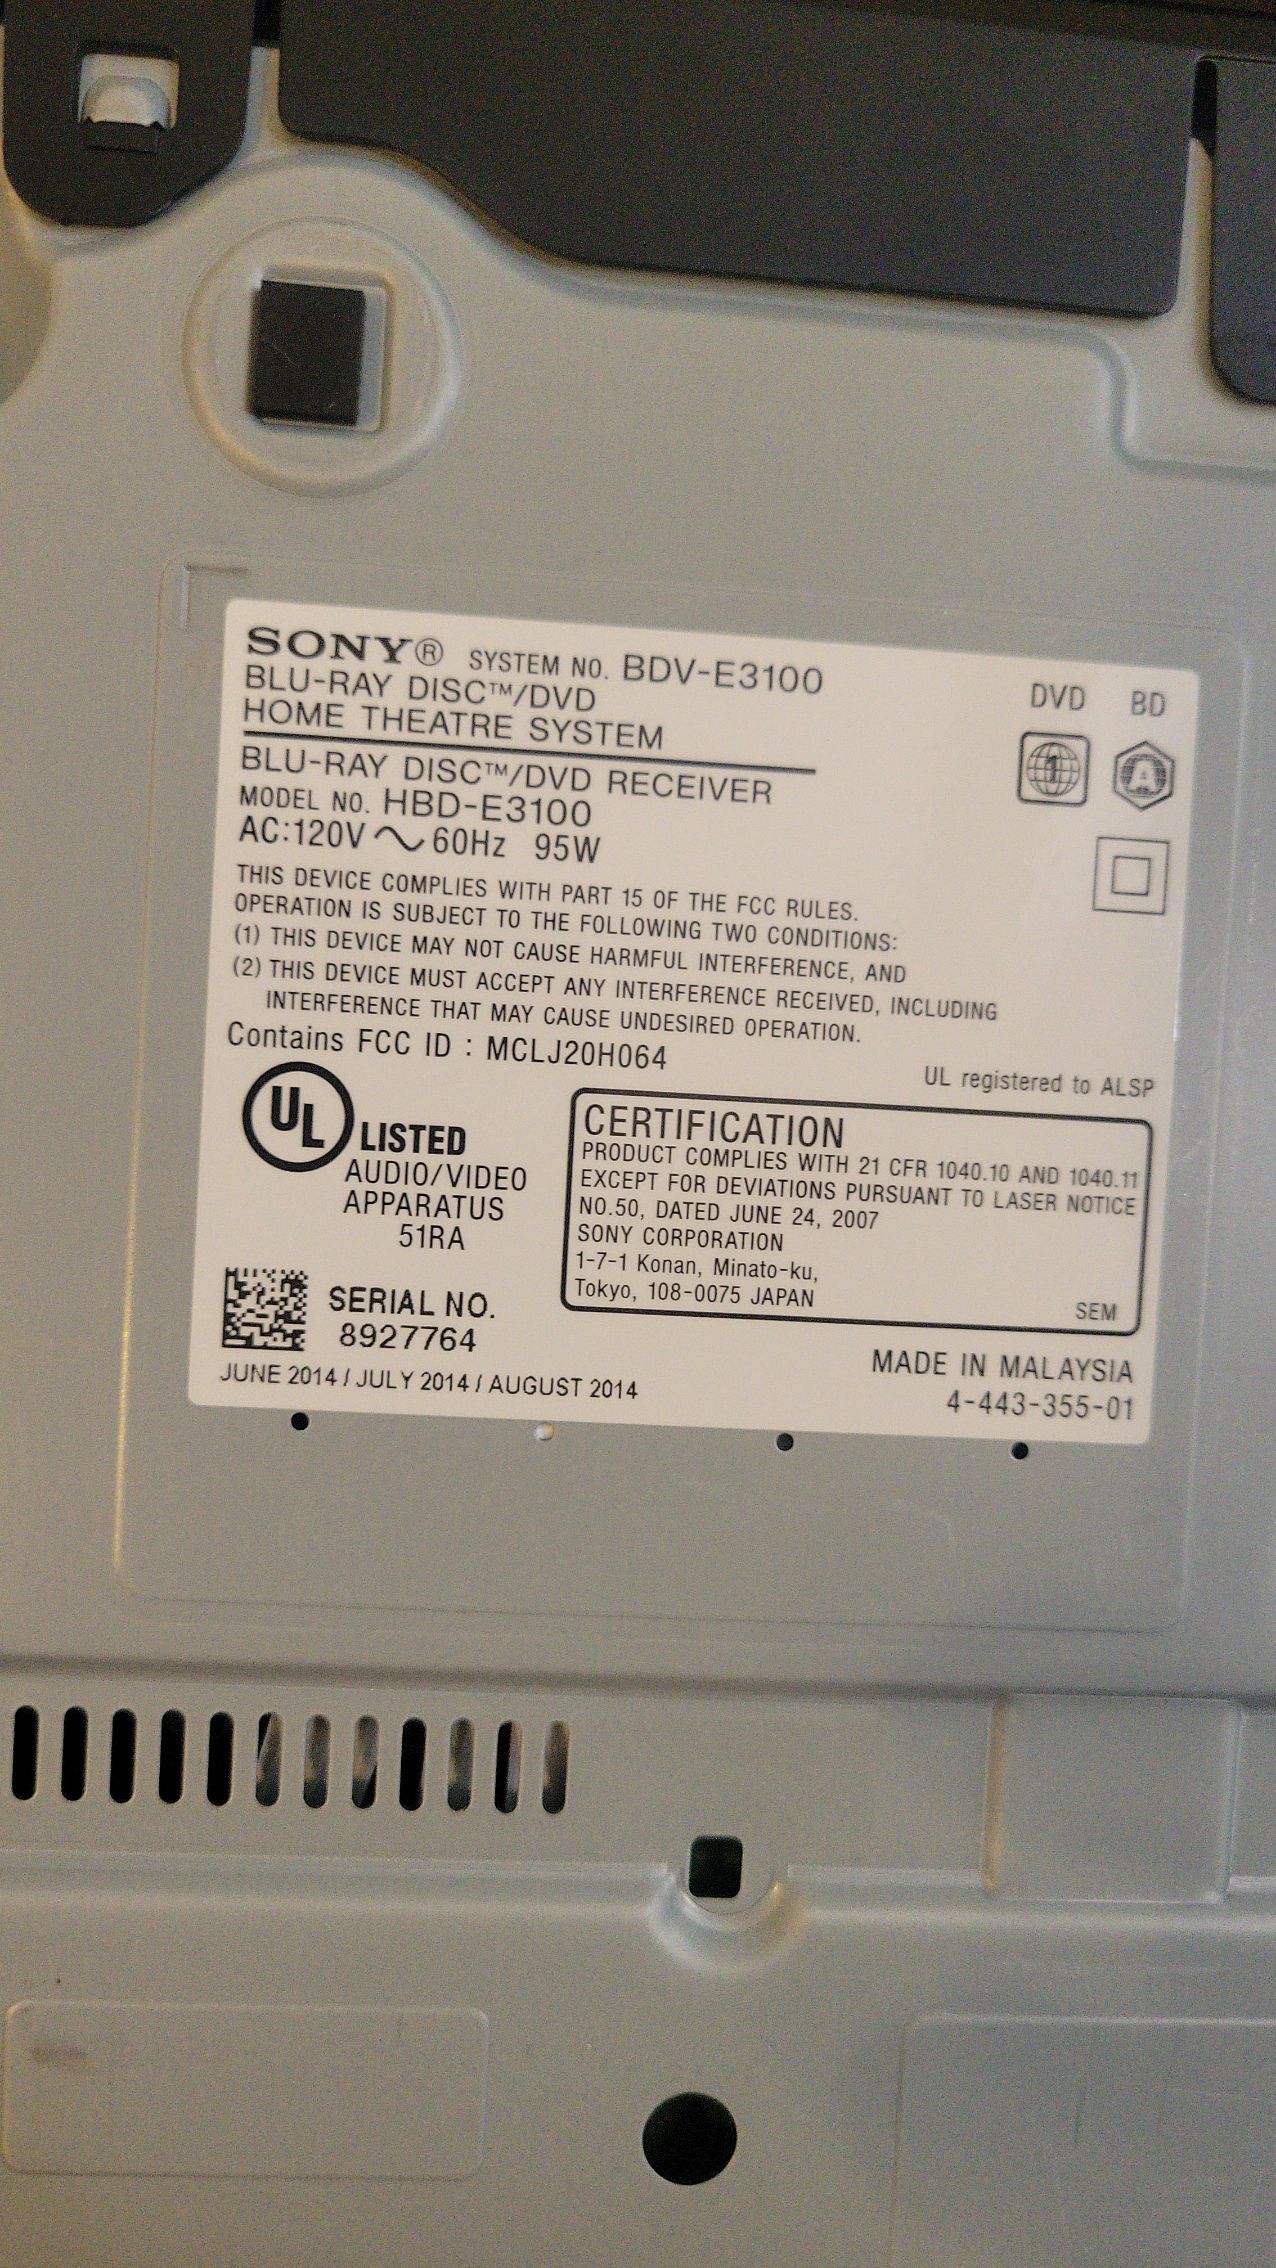 SONY® SYSTEM NO. BDV-E3100
BLU-RAY DISC™/DVD
HOME THEATRE SYSTEM
DVD BD
1 A
BLU-RAY DISC™/DVD RECEIVER
MODEL NO. HBD-E3100
AC:120V ~ 60Hz 95W
THIS DEVICE COMPLIES WITH PART 15 OF THE FCC RULES.
OPERATION IS SUBJECT TO THE FOLLOWING TWO CONDITIONS:
(1) THIS DEVICE MAY NOT CAUSE HARMFUL INTERFERENCE, AND
(2) THIS DEVICE MUST ACCEPT ANY INTERFERENCE RECEIVED, INCLUDING
INTERFERENCE THAT MAY CAUSE UNDESIRED OPERATION.
Contains FCC ID : MCLJ20H064
UL registered to ALSP
UL LISTED
AUDIO/VIDEO
APPARATUS
51RA
CERTIFICATION
PRODUCT COMPLIES WITH 21 CFR 1040.10 AND 1040.11
EXCEPT FOR DEVIATIONS PURSUANT TO LASER NOTICE
NO.50, DATED JUNE 24, 2007
SONY CORPORATION
1-7-1 Konan, Minato-ku,
Tokyo, 108-0075 JAPAN
SEM
SERIAL NO.
8927764
JUNE 2014 / JULY 2014 / AUGUST 2014
MADE IN MALAYSIA
4-443-355-01